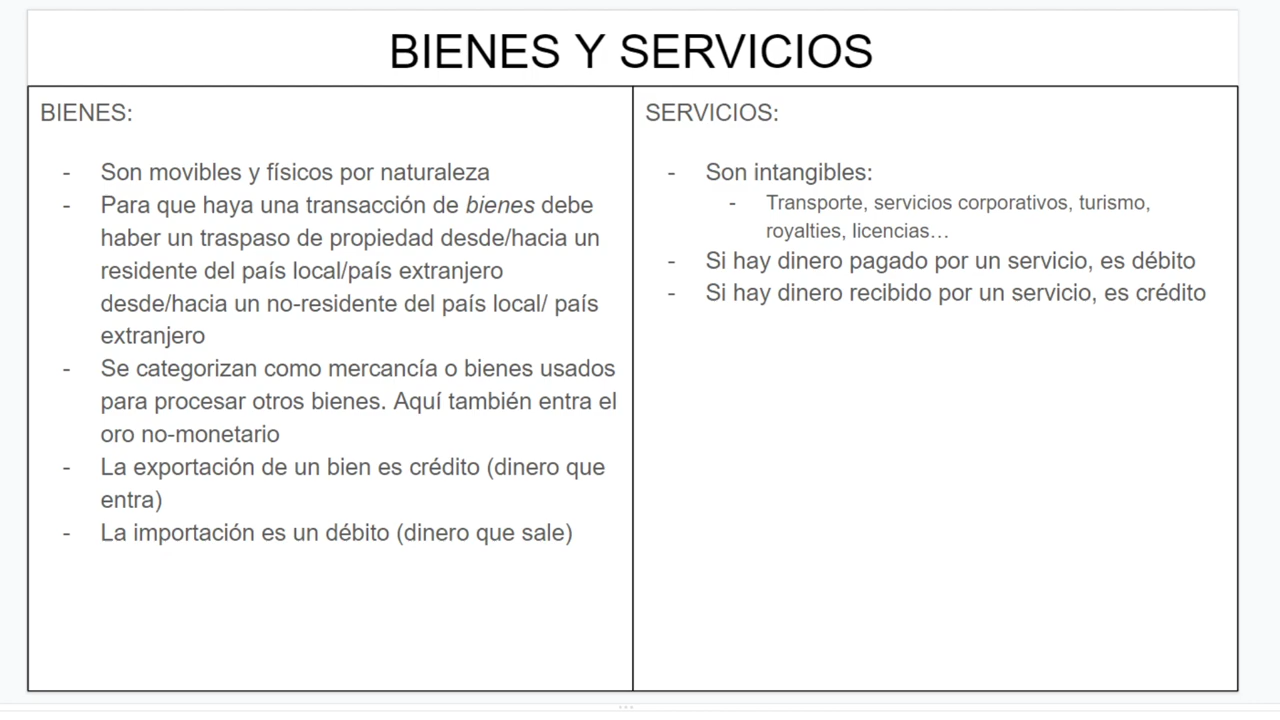 BIENES Y SERVICIOS
BIENES:
- Son movibles y físicos por naturaleza
- Para que haya una transacción de bienes debe
haber un traspaso de propiedad desde/hacia un
residente del país local/país extranjero
desde/hacia un no-residente del país local/ país
extranjero
- Se categorizan como mercancía o bienes usados
para procesar otros bienes. Aquí también entra el
oro no-monetario
- La exportación de un bien es crédito (dinero que
entra)
- La importación es un débito (dinero que sale)
SERVICIOS:
- Son intangibles:
- Transporte, servicios corporativos, turismo,
royalties, licencias…
- Si hay dinero pagado por un servicio, es débito
- Si hay dinero recibido por un servicio, es crédito